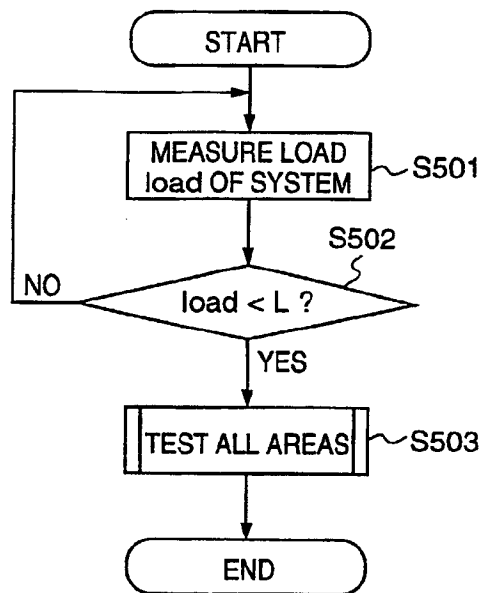 START
MEASURE LOAD
load OF SYSTEM
S501
S502
load < L ?
NO
YES
TEST ALL AREAS
S503
END